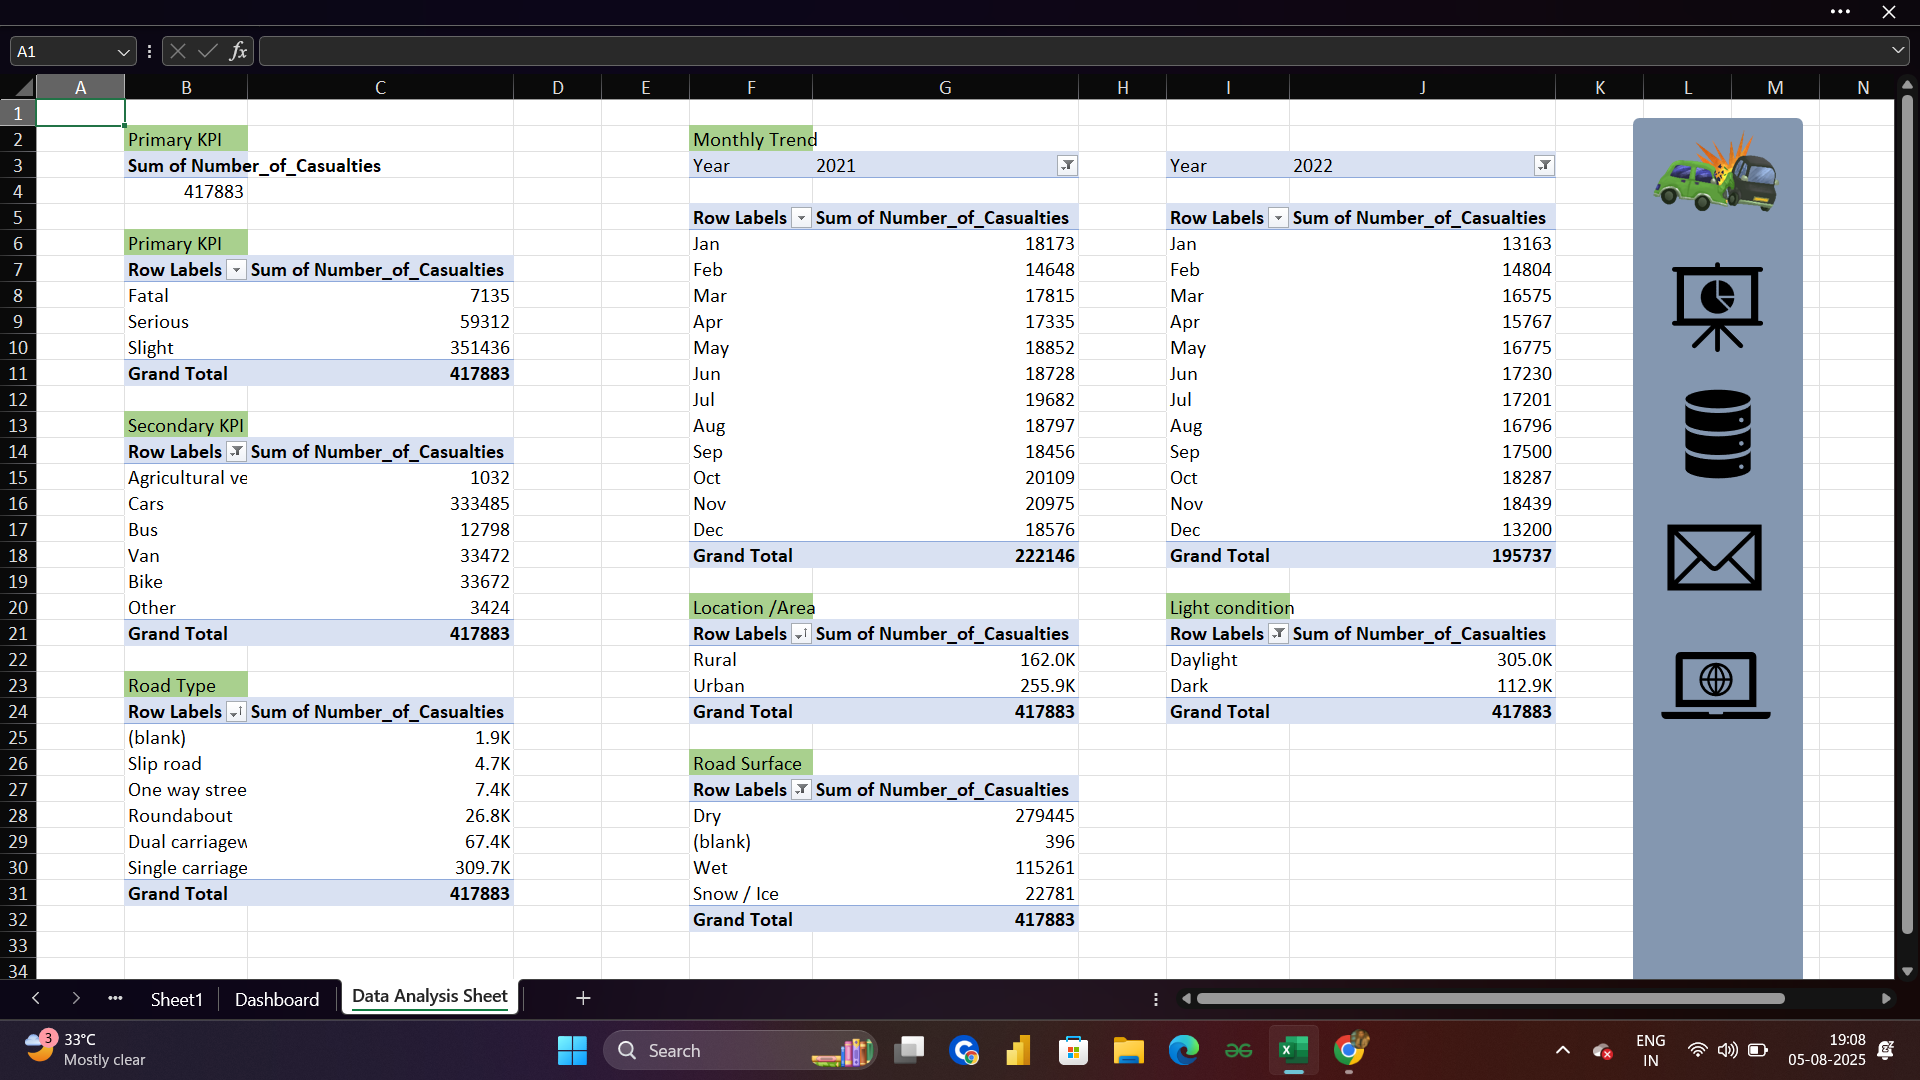 A1
fx
A B C D E F G H I J K L M N
1
2 Primary KPI Monthly Trend
3 Sum of Number_of_Casualties Year 2021 Year 2022
4 417883
5 Row Labels Sum of Number_of_Casualties Row Labels Sum of Number_of_Casualties
6 Primary KPI Jan 18173 Jan 13163
7 Row Labels Sum of Number_of_Casualties Feb 14648 Feb 14804
8 Fatal 7135 Mar 17815 Mar 16575
9 Serious 59312 Apr 17335 Apr 15767
10 Slight 351436 May 18852 May 16775
11 Grand Total 417883 Jun 18728 Jun 17230
12 Jul 19682 Jul 17201
13 Secondary KPI Aug 18797 Aug 16796
14 Row Labels Sum of Number_of_Casualties Sep 18456 Sep 17500
15 Agricultural ve 1032 Oct 20109 Oct 18287
16 Cars 333485 Nov 20975 Nov 18439
17 Bus 12798 Dec 18576 Dec 13200
18 Van 33472 Grand Total 222146 Grand Total 195737
19 Bike 33672
20 Other 3424 Location /Area Light condition
21 Grand Total 417883 Row Labels Sum of Number_of_Casualties Row Labels Sum of Number_of_Casualties
22 Rural 162.0K Daylight 305.0K
23 Road Type Urban 255.9K Dark 112.9K
24 Row Labels Sum of Number_of_Casualties Grand Total 417883 Grand Total 417883
25 (blank) 1.9K
26 Slip road 4.7K Road Surface
27 One way stree 7.4K Row Labels Sum of Number_of_Casualties
28 Roundabout 26.8K Dry 279445
29 Dual carriagew 67.4K (blank) 396
30 Single carriage 309.7K Wet 115261
31 Grand Total 417883 Snow / Ice 22781
32 Grand Total 417883
33
34
Sheet1 Dashboard Data Analysis Sheet
3 33°C
Mostly clear
Search
ENG
IN
19:08
05-08-2025